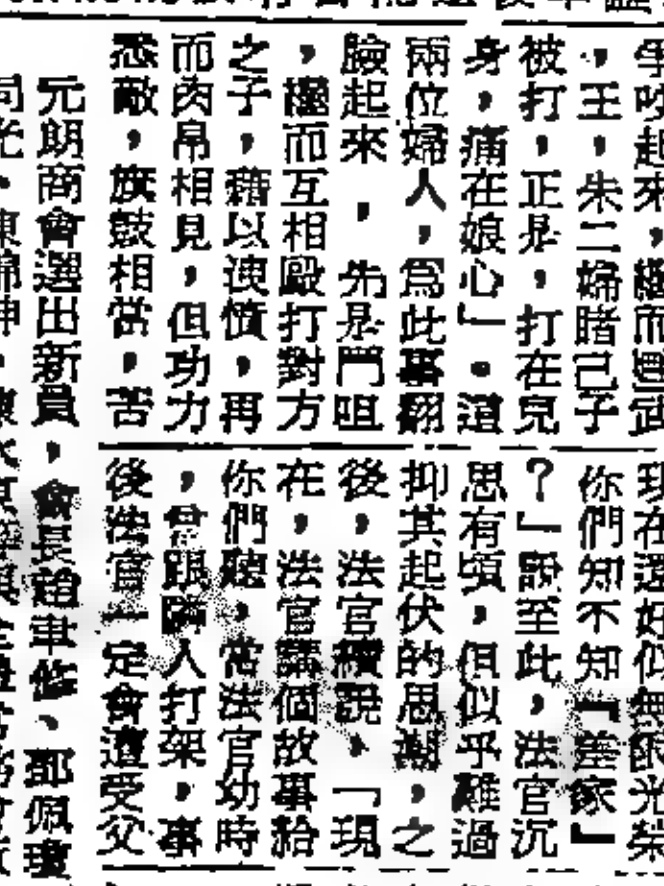 爭吵起來，繼而
，王，朱二婦睹己子
被打，正是，打在兒
身，痛在娘心」。這
兩位婦人，為此事翻
臉起來，先是鬥咀
，繼而互相毆打對方
之子，藉以洩憤，再
而肉帛相見，但功力
悉敵，旗鼓相當，苦
現在還好似無限光榮
你們知不知『差家』
？」說至此，法官沉
思有頃，但似乎難過
抑其起伏的思潮，之
後，法官續說，「現
在，法官講個故事給
你們聽，當法官幼時
，曾跟隣人打架，事
後法官一定會遭受父
元朗商會選出新員，會長趙聿修、鄧佩瓊